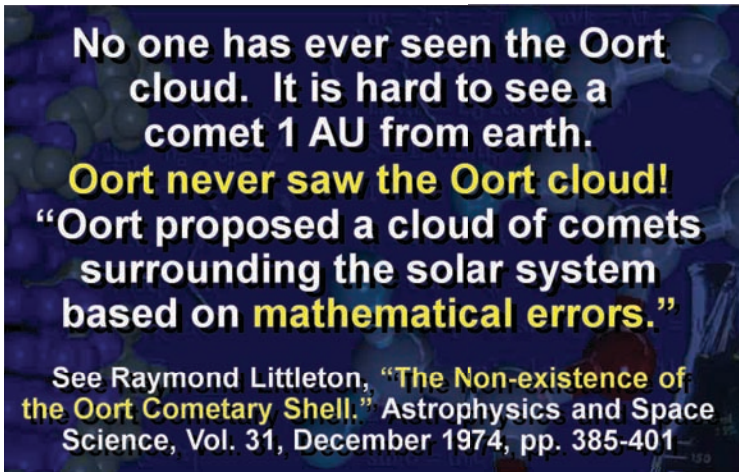 No one has ever seen the Oort
cloud. It is hard to see a
comet 1 AU from earth.
Oort never saw the Oort cloud!
“Oort proposed a cloud of comets
surrounding the solar system
based on mathematical errors.”
See Raymond Littleton, “The Non-existence of
the Oort Cometary Shell.” Astrophysics and Space
Science, Vol. 31, December 1974, pp. 385-401
150